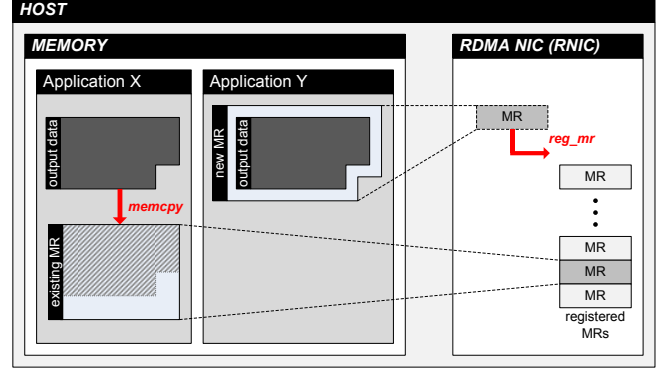 HOST
MEMORY
RDMA NIC (RNIC)
Application X
Application Y
output data
new MR
output data
MR
reg_mr
memcpy
existing MR
MR
MR
MR
MR
registered
MRs